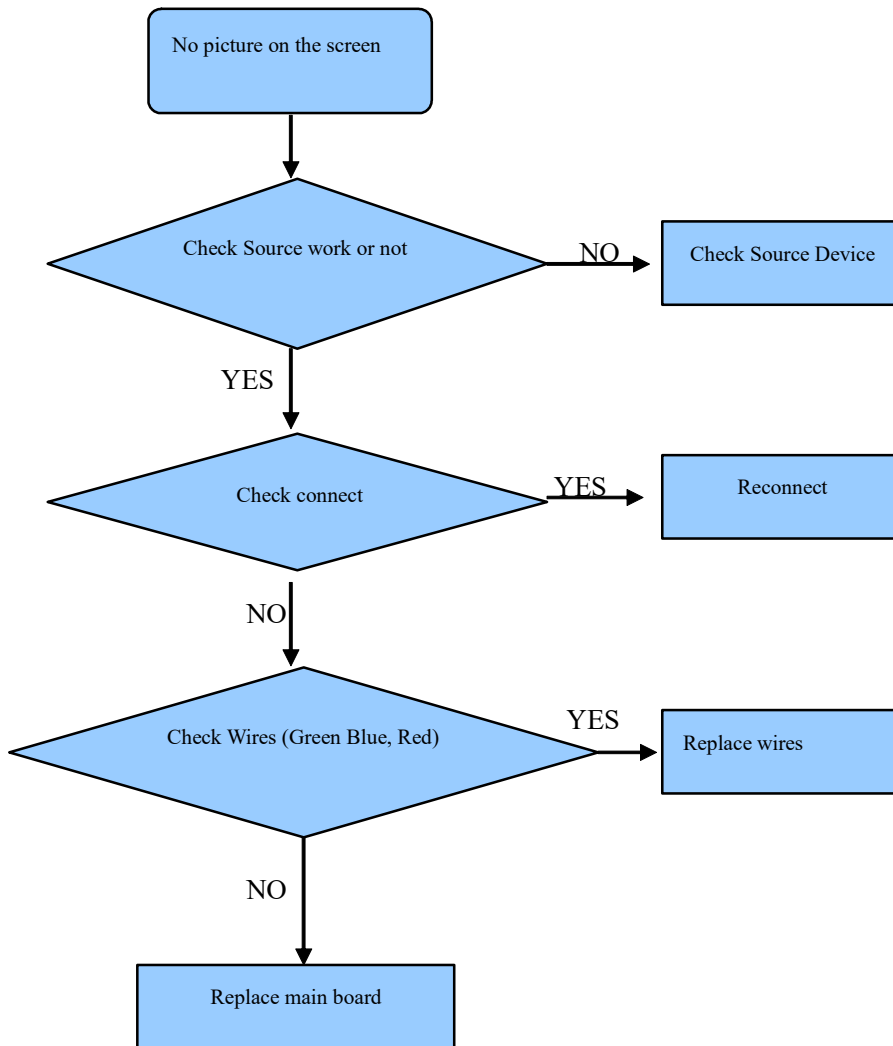 No picture on the screen
Check Source work or not
NO
Check Source Device
YES
Check connect
YES
Reconnect
NO
Check Wires (Green Blue, Red)
YES
Replace wires
NO
Replace main board